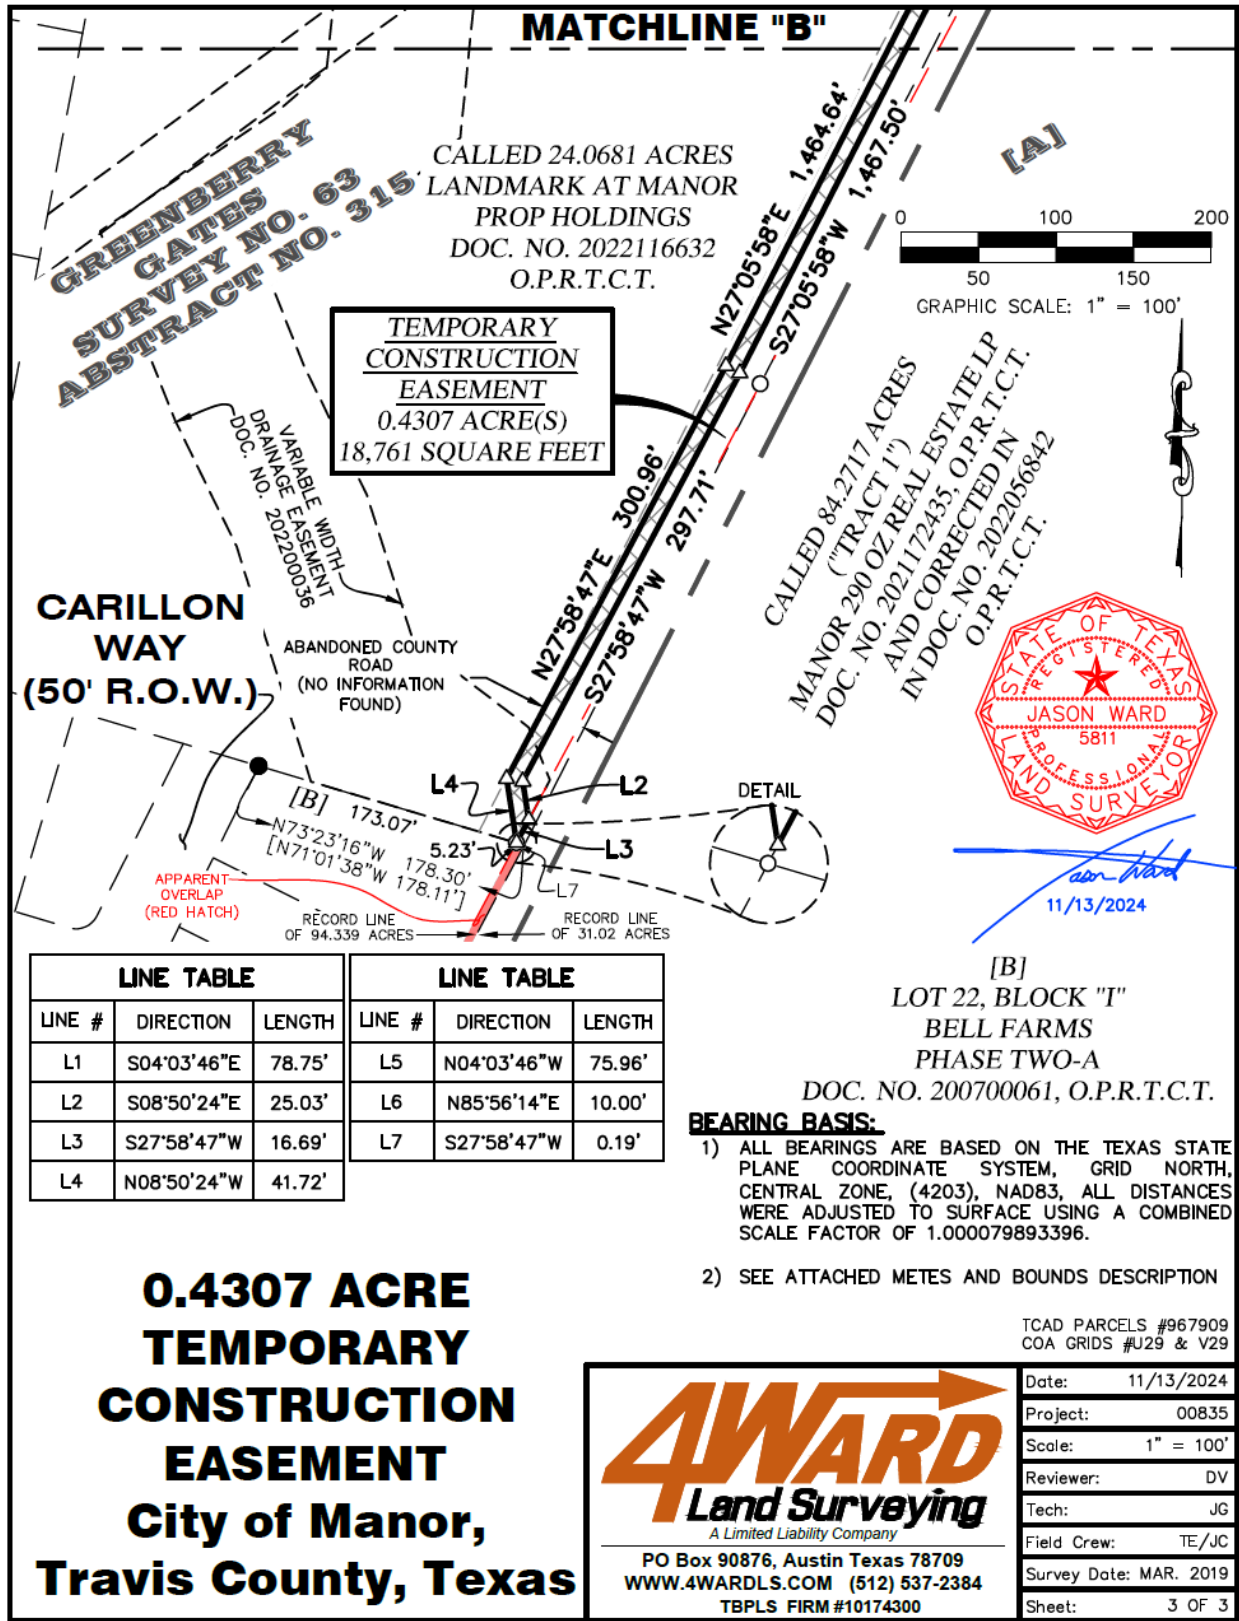 MATCHLINE "B"
GREENBERRY
GATES
SURVEY NO. 63
ABSTRACT NO. 315
CALLED 24.0681 ACRES
LANDMARK AT MANOR
PROP HOLDINGS
DOC. NO. 2022116632
O.P.R.T.C.T.
N27°05'58"E 1,464.64'
S27°05'58"W 1,467.50'
[A]
0 100 200
50 150
GRAPHIC SCALE: 1" = 100'
TEMPORARY
CONSTRUCTION
EASEMENT
0.4307 ACRE(S)
18,761 SQUARE FEET
VARIABLE WIDTH
DRAINAGE EASEMENT
DOC. NO. 202200036
CALLED 84.2717 ACRES
("TRACT 1")
MANOR 290 OZ REAL ESTATE LP
DOC. NO. 2021172435, O.P.R.T.C.T.
AND CORRECTED IN
IN DOC. NO. 2022056842
O.P.R.T.C.T.
N27°58'47"E 300.96'
S27°58'47"W 297.71'
CARILLON
WAY
(50' R.O.W.)
ABANDONED COUNTY
ROAD
(NO INFORMATION
FOUND)
STATE OF TEXAS
REGISTERED
JASON WARD
5811
PROFESSIONAL
LAND SURVEYOR
Jason Ward
11/13/2024
L4
L2
L3
L7
DETAIL
[B] 173.07'
5.23'
N73°23'16"W 178.30'
[N71°01'38"W 178.11']
APPARENT
OVERLAP
(RED HATCH)
RECORD LINE
OF 94.339 ACRES
RECORD LINE
OF 31.02 ACRES
LINE TABLE
LINE # DIRECTION LENGTH
L1 S04°03'46"E 78.75'
L2 S08°50'24"E 25.03'
L3 S27°58'47"W 16.69'
L4 N08°50'24"W 41.72'
LINE TABLE
LINE # DIRECTION LENGTH
L5 N04°03'46"W 75.96'
L6 N85°56'14"E 10.00'
L7 S27°58'47"W 0.19'
[B]
LOT 22, BLOCK "I"
BELL FARMS
PHASE TWO-A
DOC. NO. 200700061, O.P.R.T.C.T.
BEARING BASIS:
1) ALL BEARINGS ARE BASED ON THE TEXAS STATE
PLANE COORDINATE SYSTEM, GRID NORTH,
CENTRAL ZONE, (4203), NAD83, ALL DISTANCES
WERE ADJUSTED TO SURFACE USING A COMBINED
SCALE FACTOR OF 1.000079893396.
2) SEE ATTACHED METES AND BOUNDS DESCRIPTION
TCAD PARCELS #967909
COA GRIDS #U29 & V29
0.4307 ACRE
TEMPORARY
CONSTRUCTION
EASEMENT
City of Manor,
Travis County, Texas
4WARD
Land Surveying
A Limited Liability Company
PO Box 90876, Austin Texas 78709
WWW.4WARDLS.COM (512) 537-2384
TBPLS FIRM #10174300
Date: 11/13/2024
Project: 00835
Scale: 1" = 100'
Reviewer: DV
Tech: JG
Field Crew: TE/JC
Survey Date: MAR. 2019
Sheet: 3 OF 3